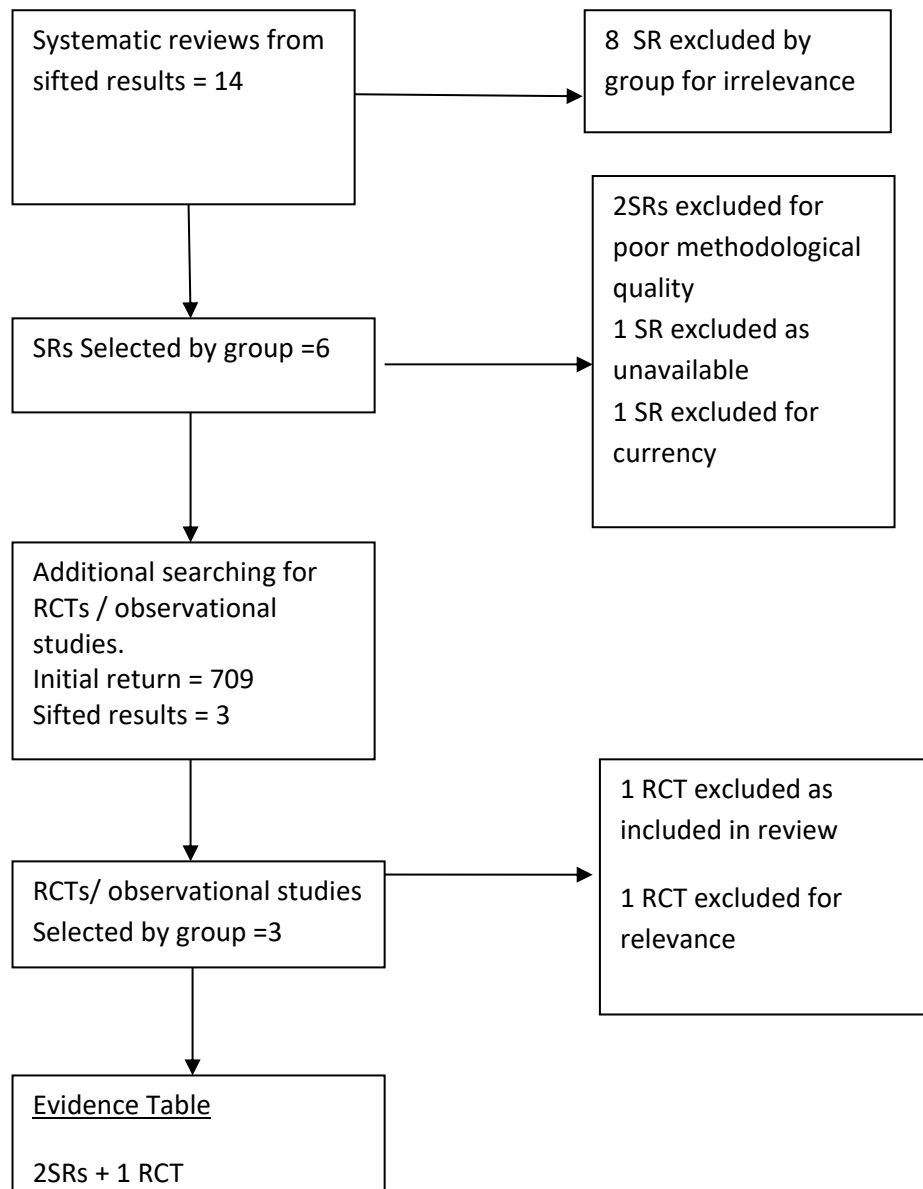 Systematic reviews from
sifted results = 14
8  SR excluded by
group for irrelevance
2SRs excluded for
poor methodological
quality
1 SR excluded as
unavailable
1 SR excluded for
currency
SRs Selected by group =6
Additional searching for
RCTs / observational
studies.
Initial return = 709
Sifted results = 3
1 RCT excluded as
included in review
1 RCT excluded for
relevance
RCTs/ observational studies
Selected by group =3
Evidence Table
2SRs + 1 RCT